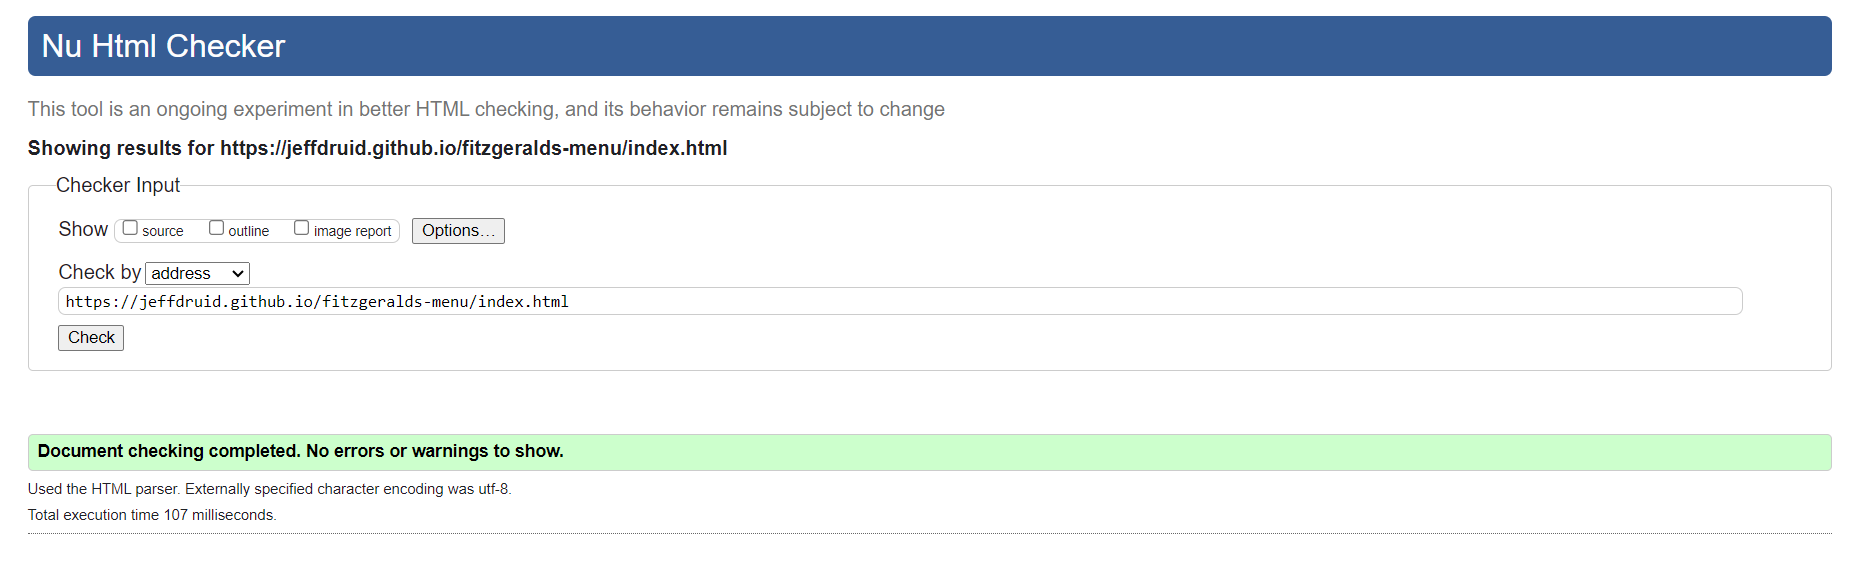 Nu Html Checker
This tool is an ongoing experiment in better HTML checking, and its behavior remains subject to change
Showing results for https://jeffdruid.github.io/fitzgeralds-menu/index.html
Checker Input
Show source outline image report Options...
Check by address
https://jeffdruid.github.io/fitzgeralds-menu/index.html
Check
Document checking completed. No errors or warnings to show.
Used the HTML parser. Externally specified character encoding was utf-8.
Total execution time 107 milliseconds.